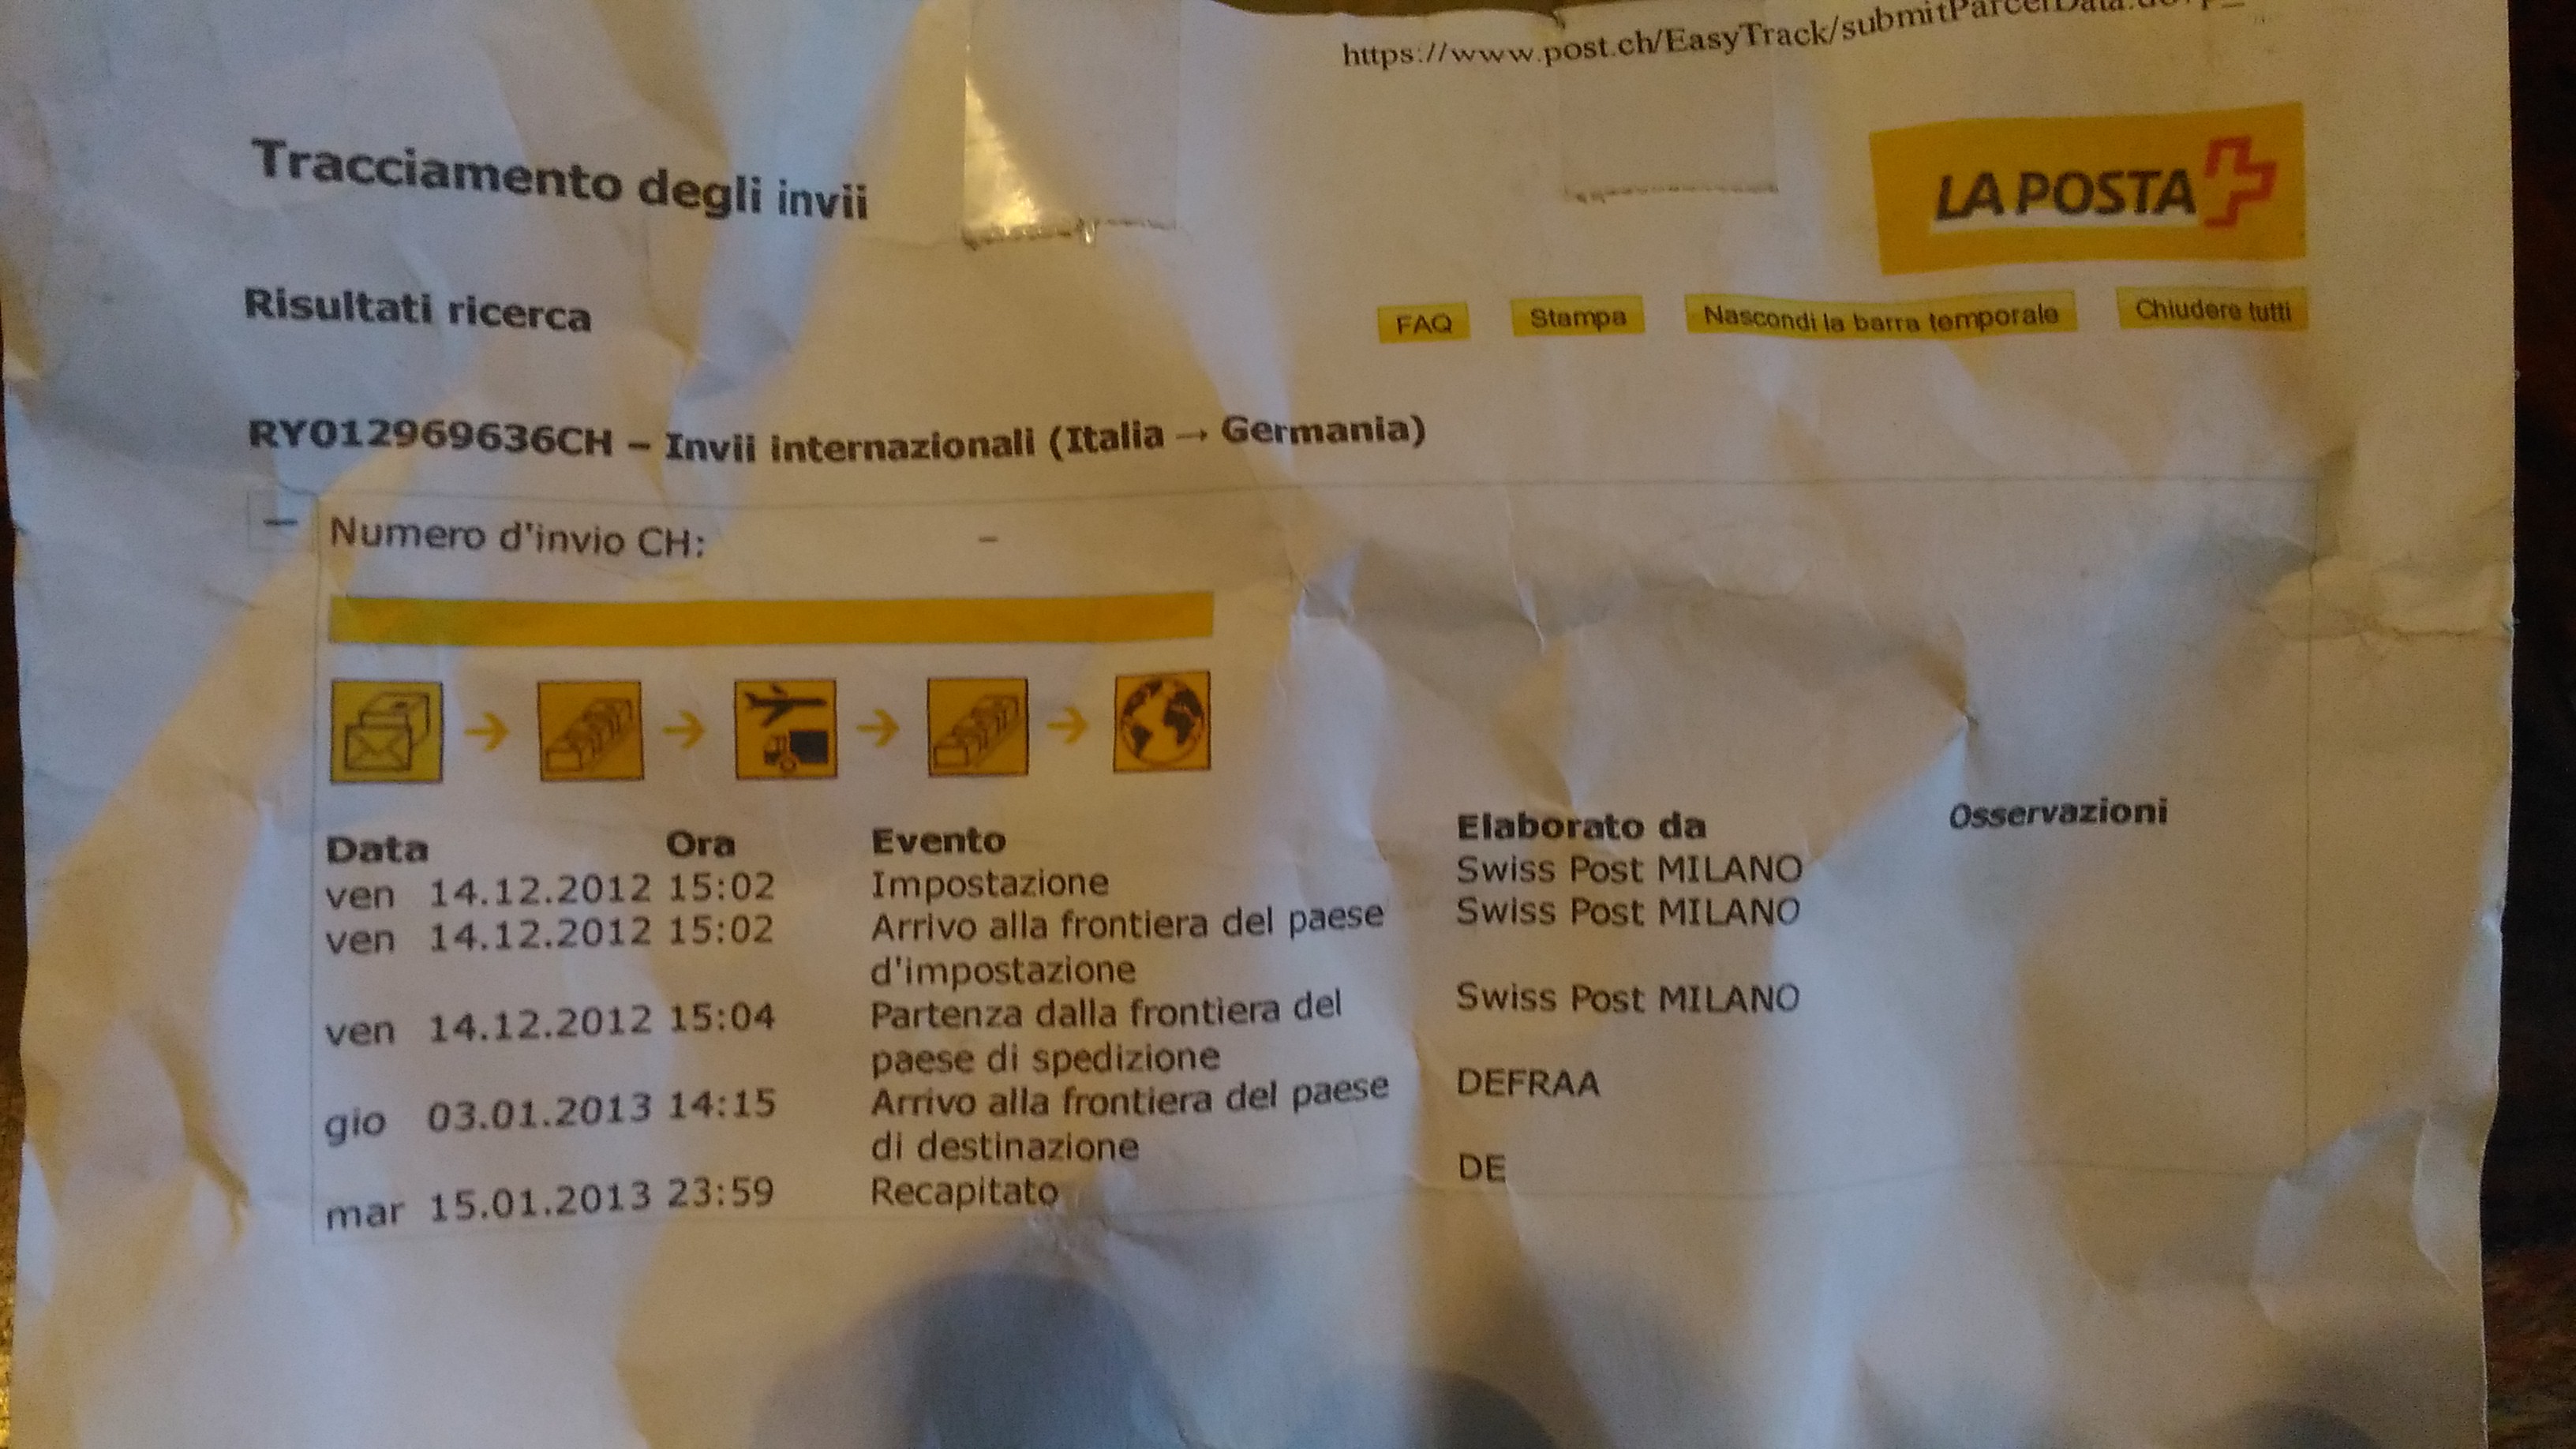 https://www.post.ch/EasyTrack/submitParcelData.do?p_
Tracciamento degli invii
LA POSTA
Risultati ricerca
FAQ Stampa Nascondi la barra temporale Chiudere tutti
RY012969636CH – Invii internazionali (Italia → Germania)
– Numero d'invio CH: –
Data Ora Evento Elaborato da Osservazioni
ven 14.12.2012 15:02 Impostazione Swiss Post MILANO
ven 14.12.2012 15:02 Arrivo alla frontiera del paese Swiss Post MILANO
d'impostazione
ven 14.12.2012 15:04 Partenza dalla frontiera del Swiss Post MILANO
paese di spedizione
gio 03.01.2013 14:15 Arrivo alla frontiera del paese DEFRAA
di destinazione
mar 15.01.2013 23:59 Recapitato DE